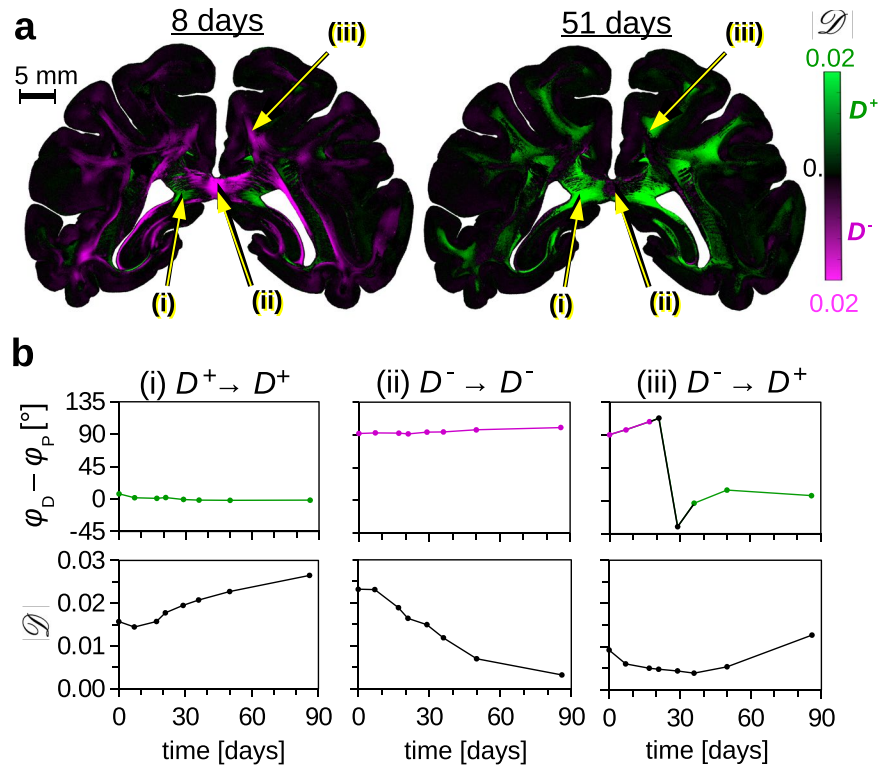 a
8 days
51 days
|𝒟|
(iii)
(iii)
0.02
5 mm
D⁺
0.
D⁻
0.02
(i)
(ii)
(i)
(ii)
b
(i) D⁺→ D⁺
(ii) D⁻ → D⁻
(iii) D⁻ → D⁺
135
90
45
0
-45
φ_D − φ_P [°]
0.03
0.02
0.01
0.00
|𝒟|
0 30 60 90
0 30 60 90
0 30 60 90
time [days]
time [days]
time [days]